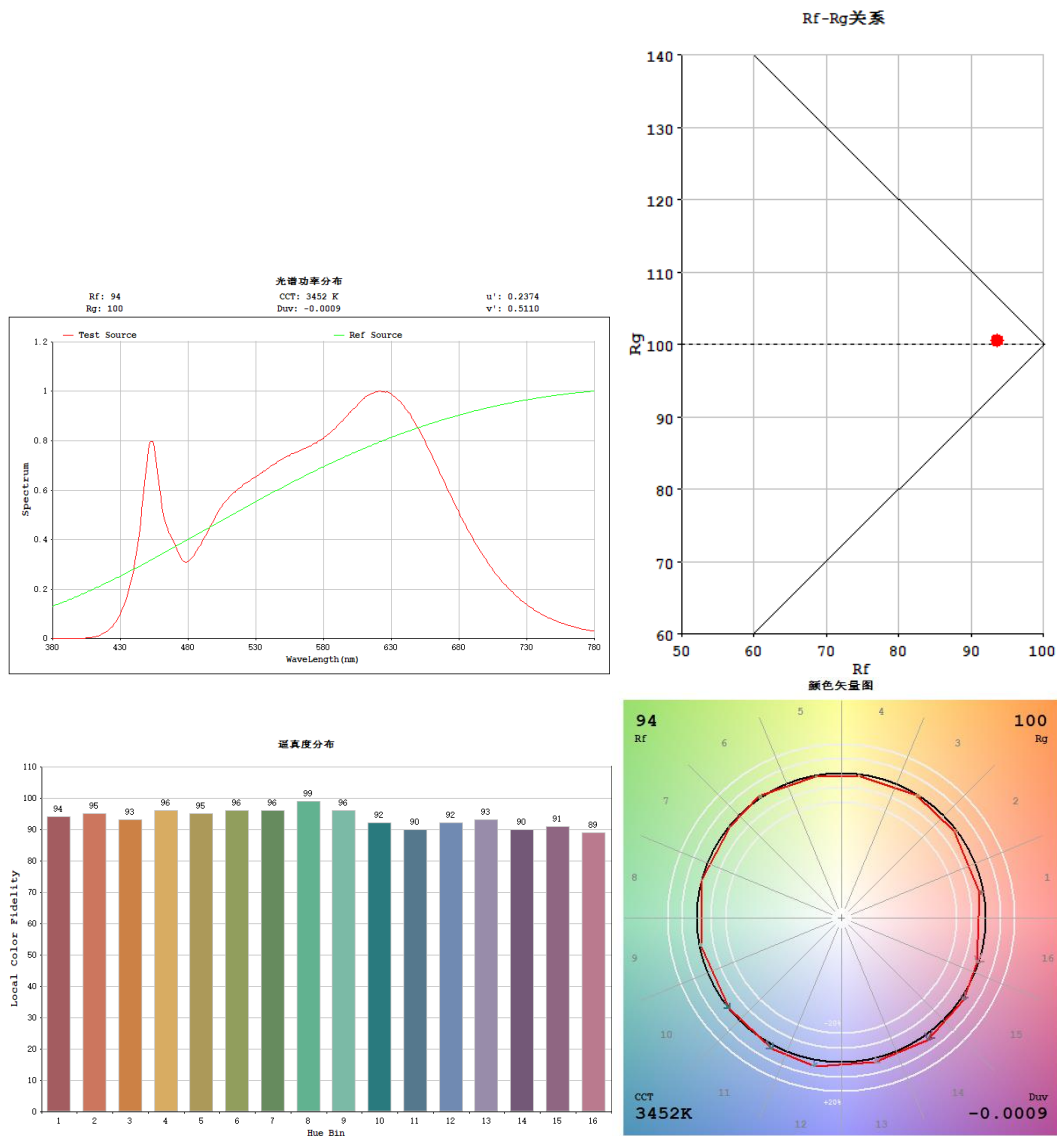 Rf-Rg关系
140
130
120
110
100
90
80
70
60
Rg
50 60 70 80 90 100
Rf
光谱功率分布
Rf: 94 CCT: 3452 K u': 0.2374
Rg: 100 Duv: -0.0009 v': 0.5110
Test Source Ref Source
1.2
1
0.8
0.6
0.4
0.2
0
Spectrum
380 430 480 530 580 630 680 730 780
WaveLength(nm)
逼真度分布
110
100
90
80
70
60
50
40
30
20
10
0
Local Color Fidelity
94 95 93 96 95 96 96 99 96 92 90 92 93 90 91 89
1 2 3 4 5 6 7 8 9 10 11 12 13 14 15 16
Hue Bin
颜色矢量图
94 100
Rf Rg
5 4
6 3
7 2
8 1
9 16
10 15
11 14
12 13
-20%
+20%
CCT Duv
3452K -0.0009